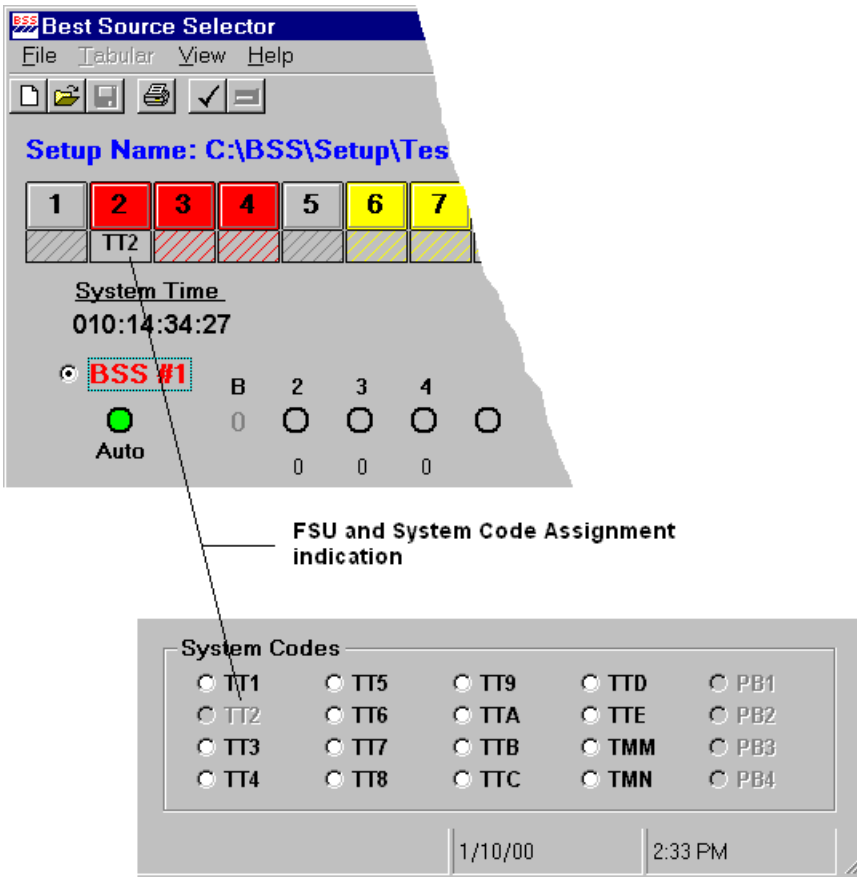 BSS Best Source Selector
File Tabular View Help
Setup Name: C:\BSS\Setup\Tes
1 2 3 4 5 6 7
TT2
System Time
010:14:34:27
BSS #1
B 2 3 4
0
Auto
0 0 0
FSU and System Code Assignment
indication
System Codes
TT1 TT5 TT9 TTD PB1
TT2 TT6 TTA TTE PB2
TT3 TT7 TTB TMM PB3
TT4 TT8 TTC TMN PB4
1/10/00 2:33 PM